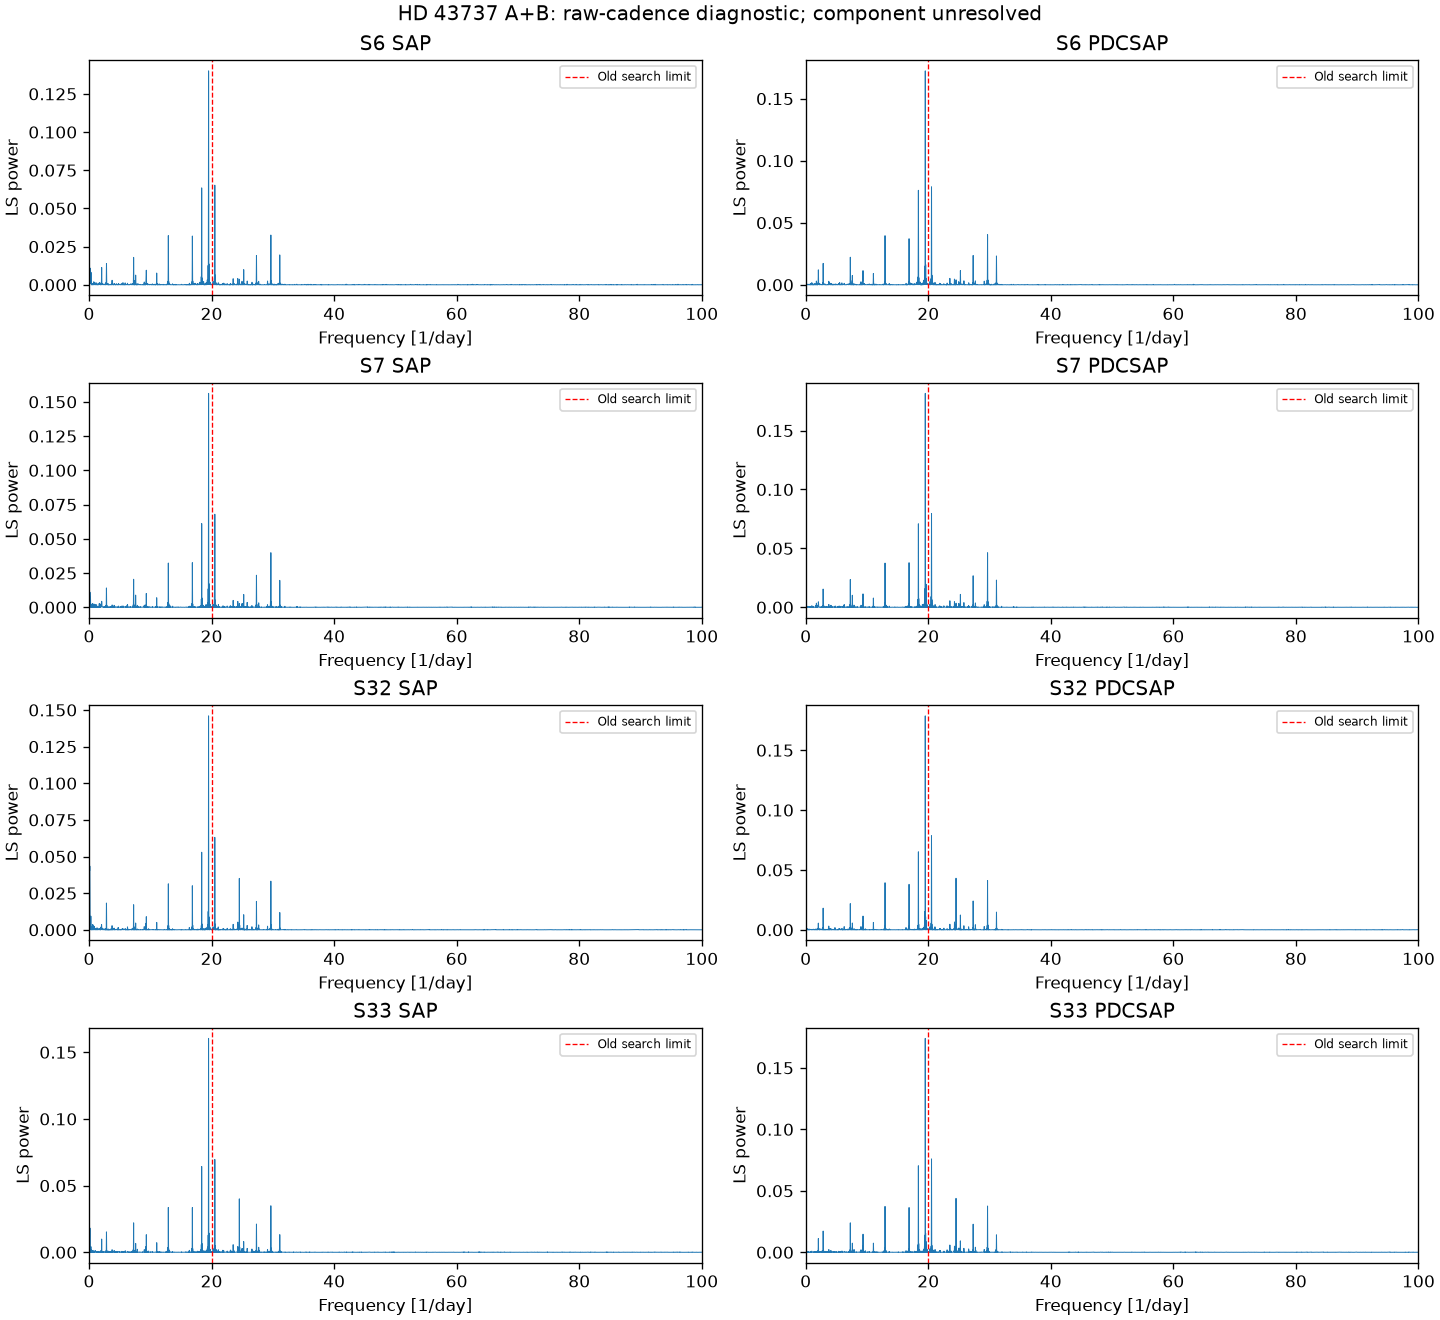 HD 43737 A+B: raw-cadence diagnostic; component unresolved
S6 SAP
LS power
0.125
0.100
0.075
0.050
0.025
0.000
Old search limit
0 20 40 60 80 100
Frequency [1/day]
S6 PDCSAP
LS power
0.15
0.10
0.05
0.00
Old search limit
0 20 40 60 80 100
Frequency [1/day]
S7 SAP
LS power
0.150
0.125
0.100
0.075
0.050
0.025
0.000
Old search limit
0 20 40 60 80 100
Frequency [1/day]
S7 PDCSAP
LS power
0.15
0.10
0.05
0.00
Old search limit
0 20 40 60 80 100
Frequency [1/day]
S32 SAP
LS power
0.150
0.125
0.100
0.075
0.050
0.025
0.000
Old search limit
0 20 40 60 80 100
Frequency [1/day]
S32 PDCSAP
LS power
0.15
0.10
0.05
0.00
Old search limit
0 20 40 60 80 100
Frequency [1/day]
S33 SAP
LS power
0.15
0.10
0.05
0.00
Old search limit
0 20 40 60 80 100
Frequency [1/day]
S33 PDCSAP
LS power
0.15
0.10
0.05
0.00
Old search limit
0 20 40 60 80 100
Frequency [1/day]